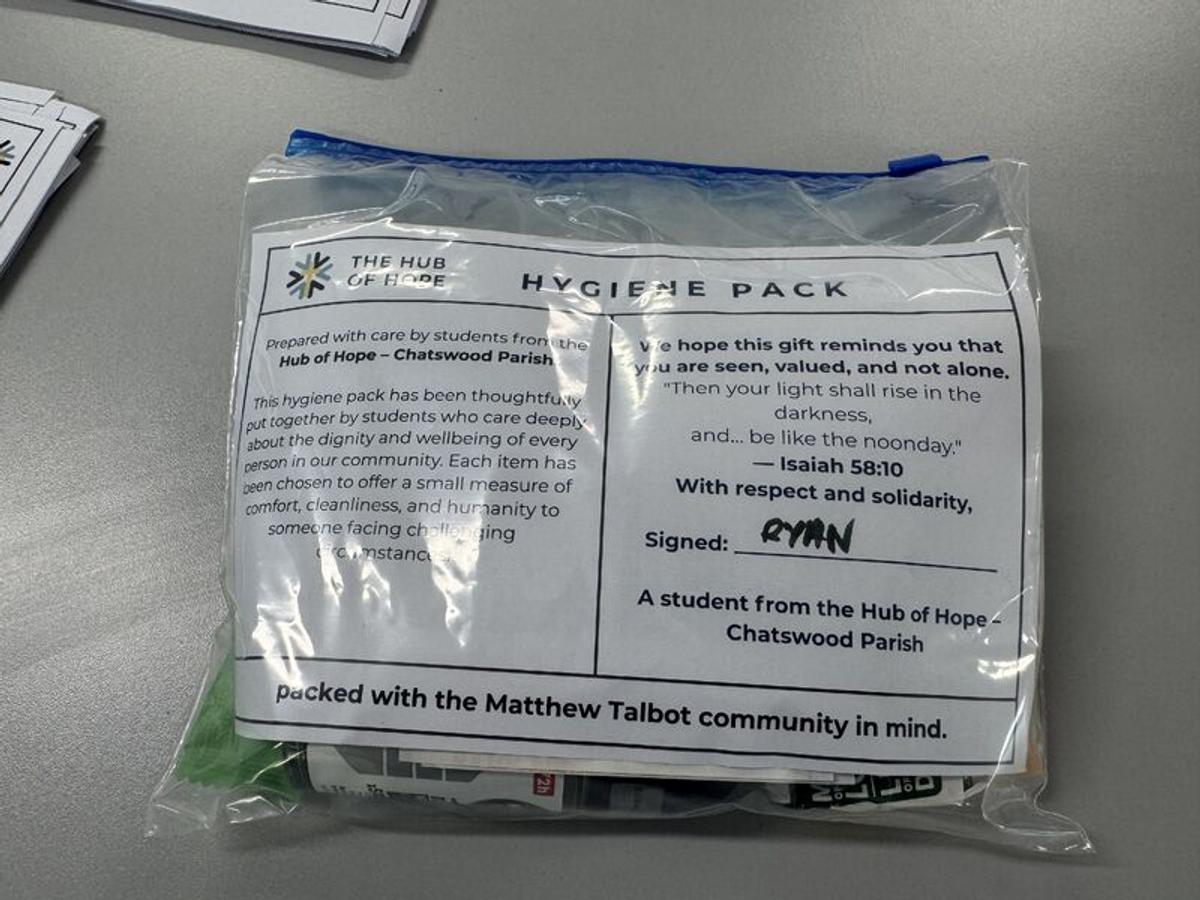 THE HUB
OF HOPE
HYGIENE PACK
Prepared with care by students from the
Hub of Hope – Chatswood Parish
This hygiene pack has been thoughtfully
put together by students who care deeply
about the dignity and wellbeing of every
person in our community. Each item has
been chosen to offer a small measure of
comfort, cleanliness, and humanity to
someone facing challenging
circumstances.
We hope this gift reminds you that
you are seen, valued, and not alone.
"Then your light shall rise in the
darkness,
and... be like the noonday."
— Isaiah 58:10
With respect and solidarity,
Signed: RYAN
A student from the Hub of Hope –
Chatswood Parish
packed with the Matthew Talbot community in mind.
72h